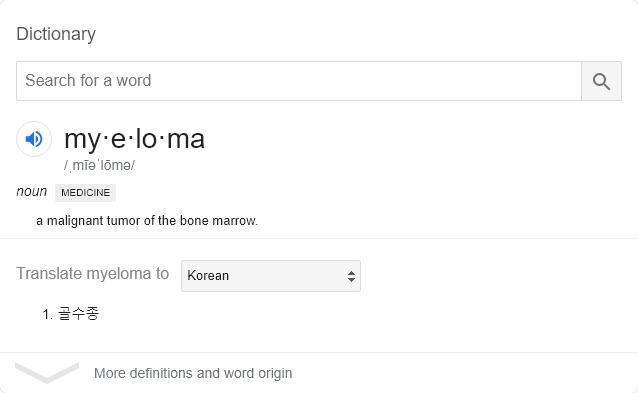 Dictionary
Search for a word
my·e·lo·ma
/ˌmīəˈlōmə/
noun MEDICINE
a malignant tumor of the bone marrow.
Translate myeloma to Korean
1. 골수종
More definitions and word origin